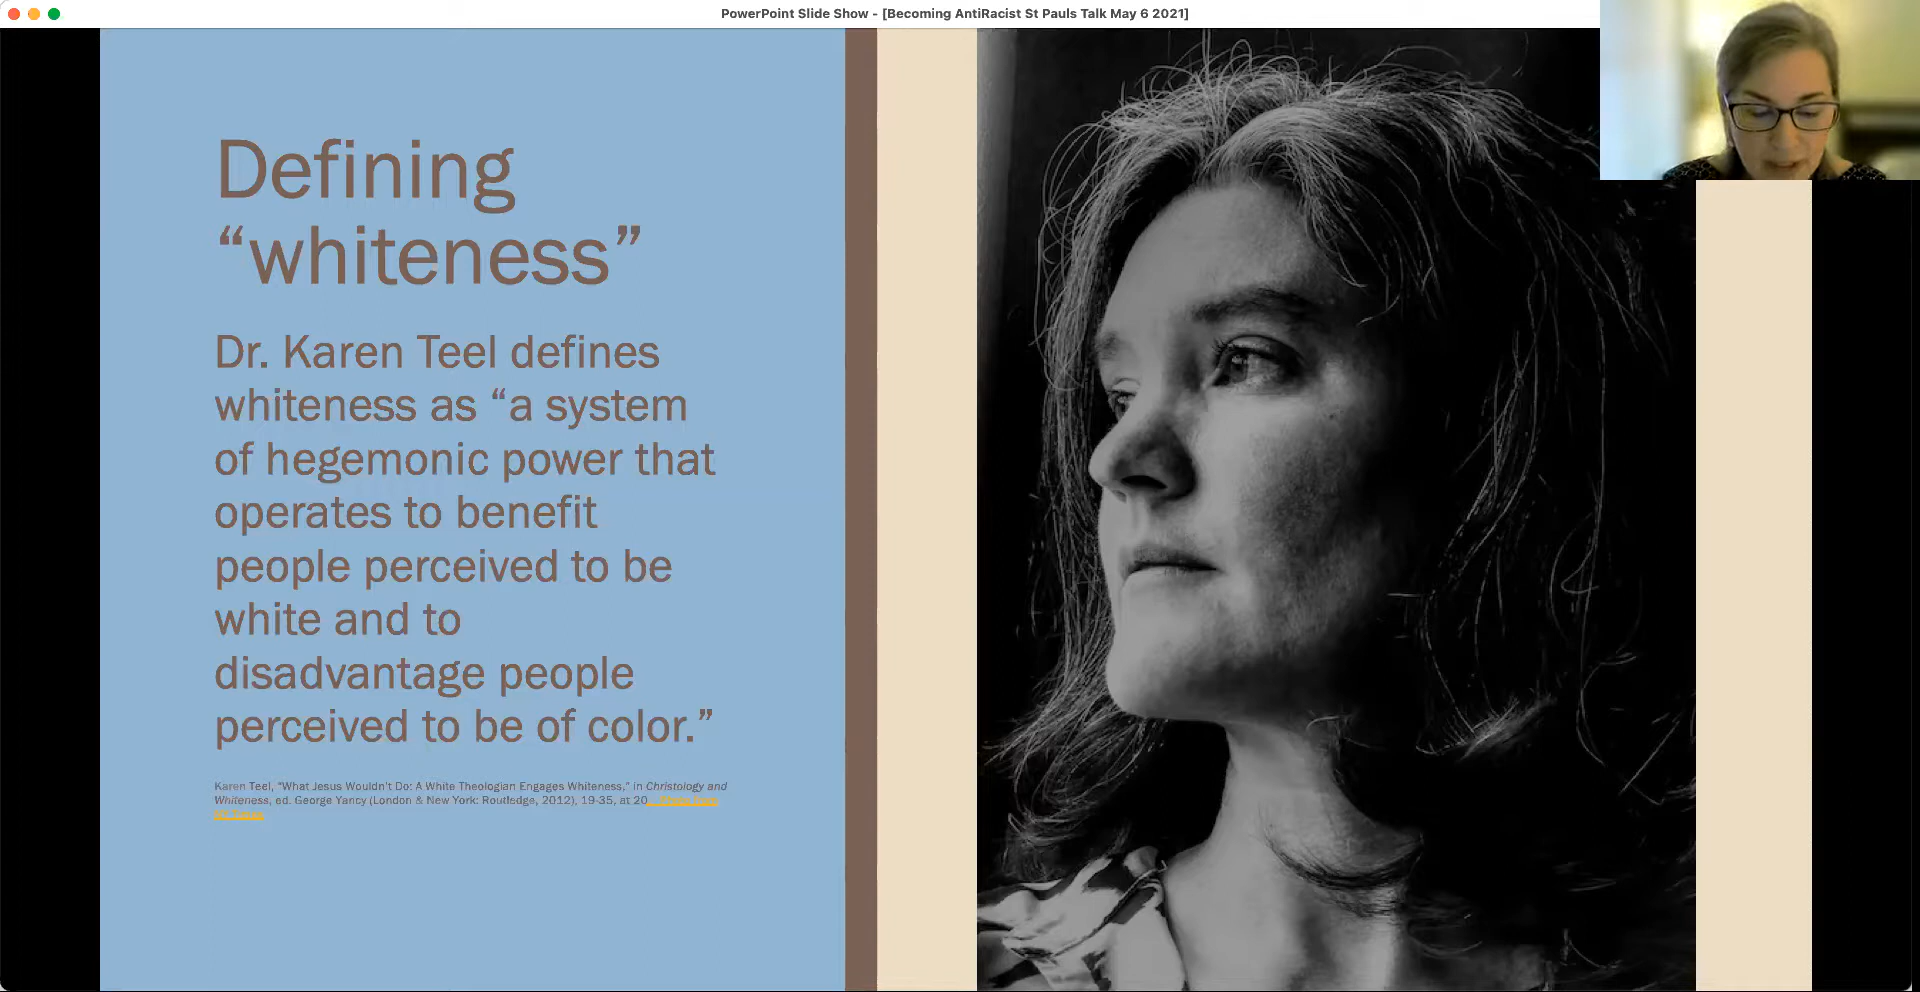 PowerPoint Slide Show - [Becoming AntiRacist St Pauls Talk May 6 2021]
Defining
“whiteness”
Dr. Karen Teel defines
whiteness as “a system
of hegemonic power that
operates to benefit
people perceived to be
white and to
disadvantage people
perceived to be of color.”
Karen Teel, “What Jesus Wouldn’t Do: A White Theologian Engages Whiteness,” in Christology and
Whiteness, ed. George Yancy (London & New York: Routledge, 2012), 19-35, at 20